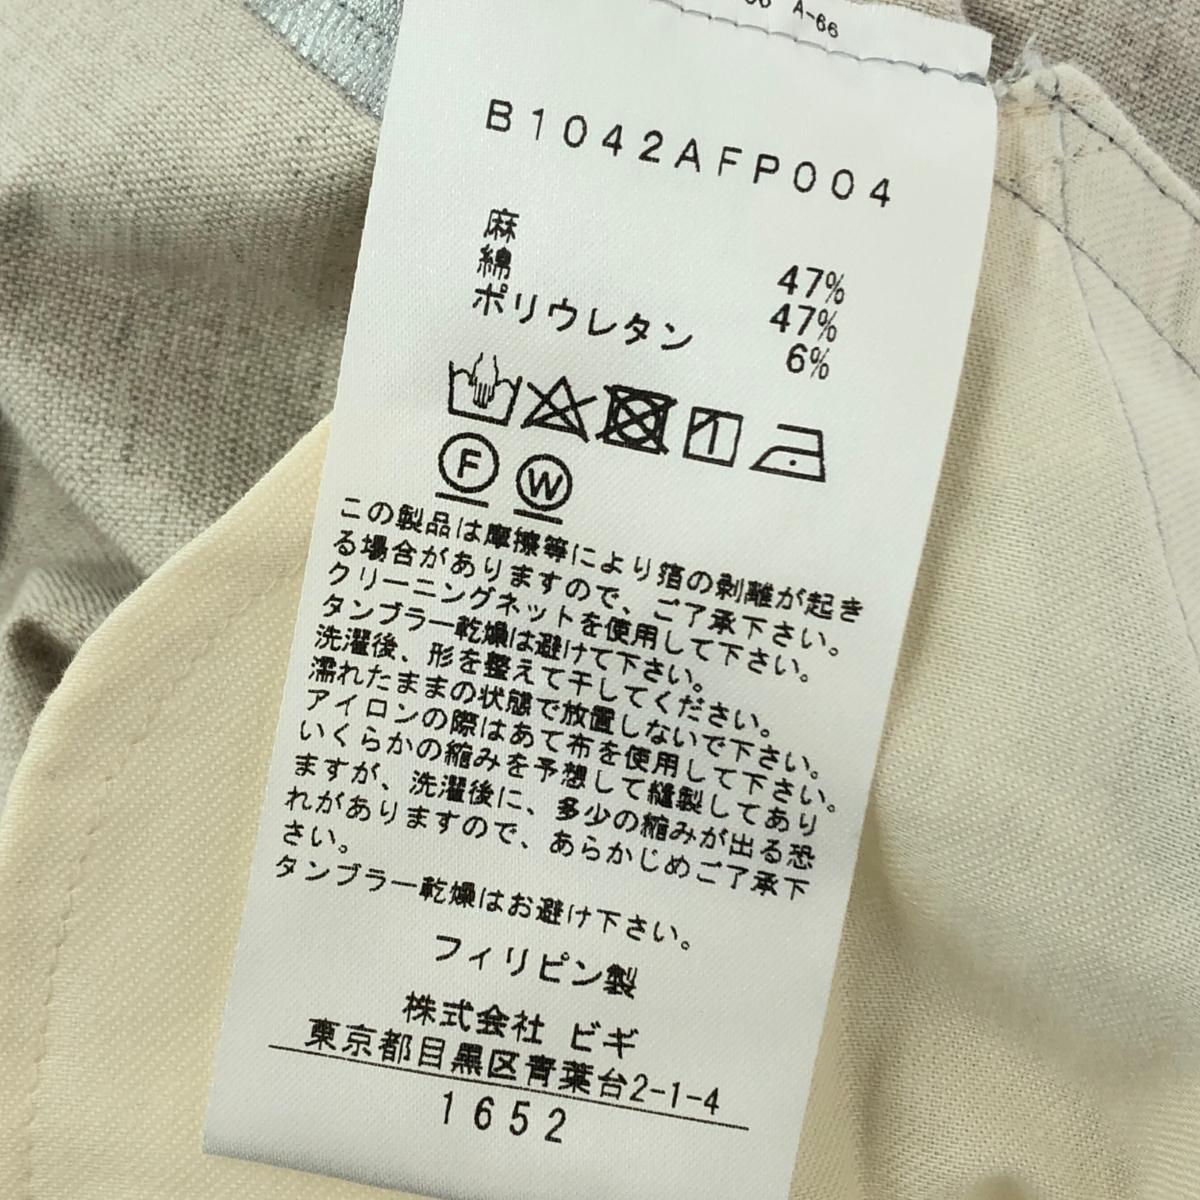 A-66
B1042AFP004
麻 47%
綿 47%
ポリウレタン 6%
F W
この製品は摩擦等により箔の剥離が起き
る場合がありますので、ご了承下さい。
クリーニングネットを使用して下さい。
タンブラー乾燥は避けて下さい。
洗濯後、形を整えて干してください。
濡れたままの状態で放置しないで下さい。
アイロンの際はあて布を使用して下さい。
いくらかの縮みを予想して縫製してあり
ますが、洗濯後に、多少の縮みが出る恐
れがありますので、あらかじめご了承下
さい。
タンブラー乾燥はお避け下さい。
フィリピン製
株式会社 ビギ
東京都目黒区青葉台2-1-4
1652